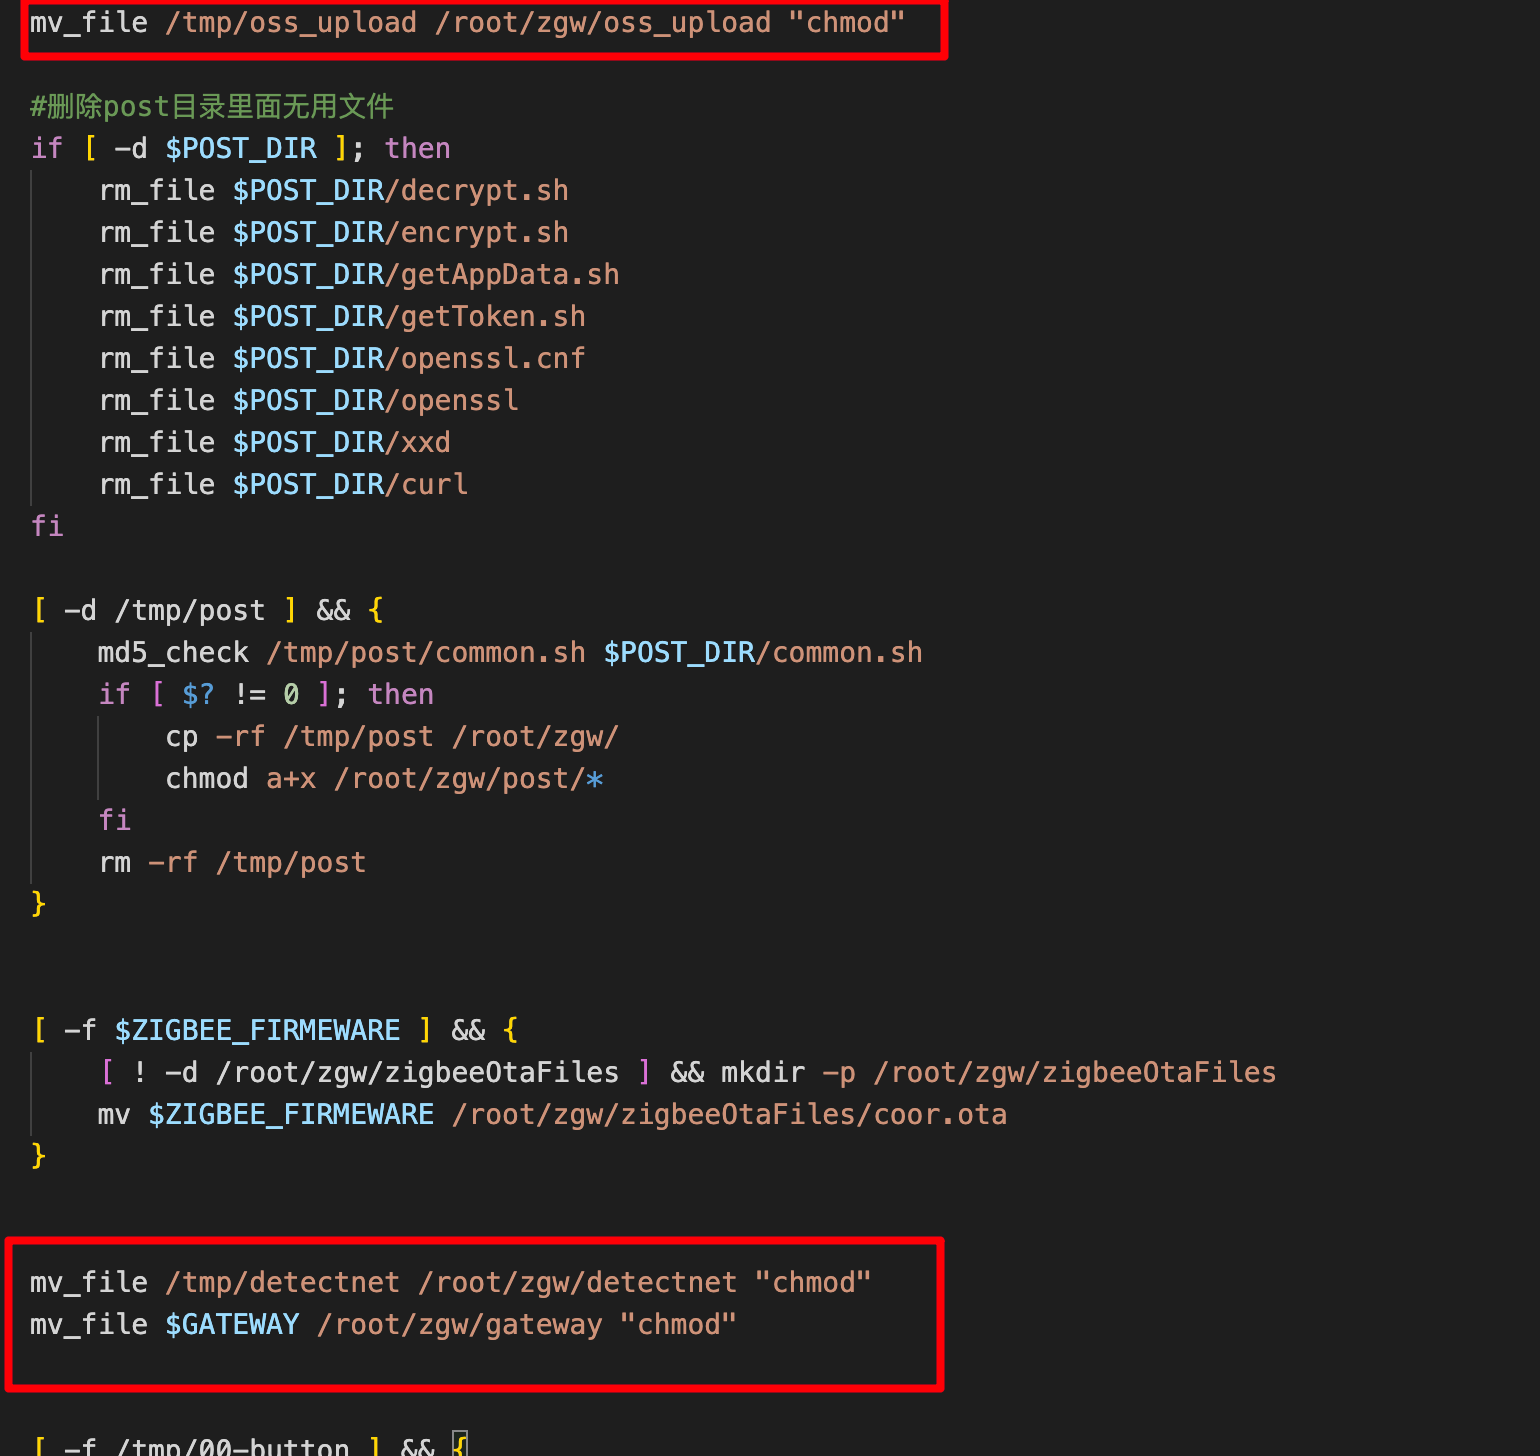 mv_file /tmp/oss_upload /root/zgw/oss_upload "chmod"
#删除post目录里面无用文件
if [ -d $POST_DIR ]; then
rm_file $POST_DIR/decrypt.sh
rm_file $POST_DIR/encrypt.sh
rm_file $POST_DIR/getAppData.sh
rm_file $POST_DIR/getToken.sh
rm_file $POST_DIR/openssl.cnf
rm_file $POST_DIR/openssl
rm_file $POST_DIR/xxd
rm_file $POST_DIR/curl
fi
[ -d /tmp/post ] && {
md5_check /tmp/post/common.sh $POST_DIR/common.sh
if [ $? != 0 ]; then
cp -rf /tmp/post /root/zgw/
chmod a+x /root/zgw/post/*
fi
rm -rf /tmp/post
}
[ -f $ZIGBEE_FIRMEWARE ] && {
[ ! -d /root/zgw/zigbeeOtaFiles ] && mkdir -p /root/zgw/zigbeeOtaFiles
mv $ZIGBEE_FIRMEWARE /root/zgw/zigbeeOtaFiles/coor.ota
}
mv_file /tmp/detectnet /root/zgw/detectnet "chmod"
mv_file $GATEWAY /root/zgw/gateway "chmod"
[ -f /tmp/00-button ] && {